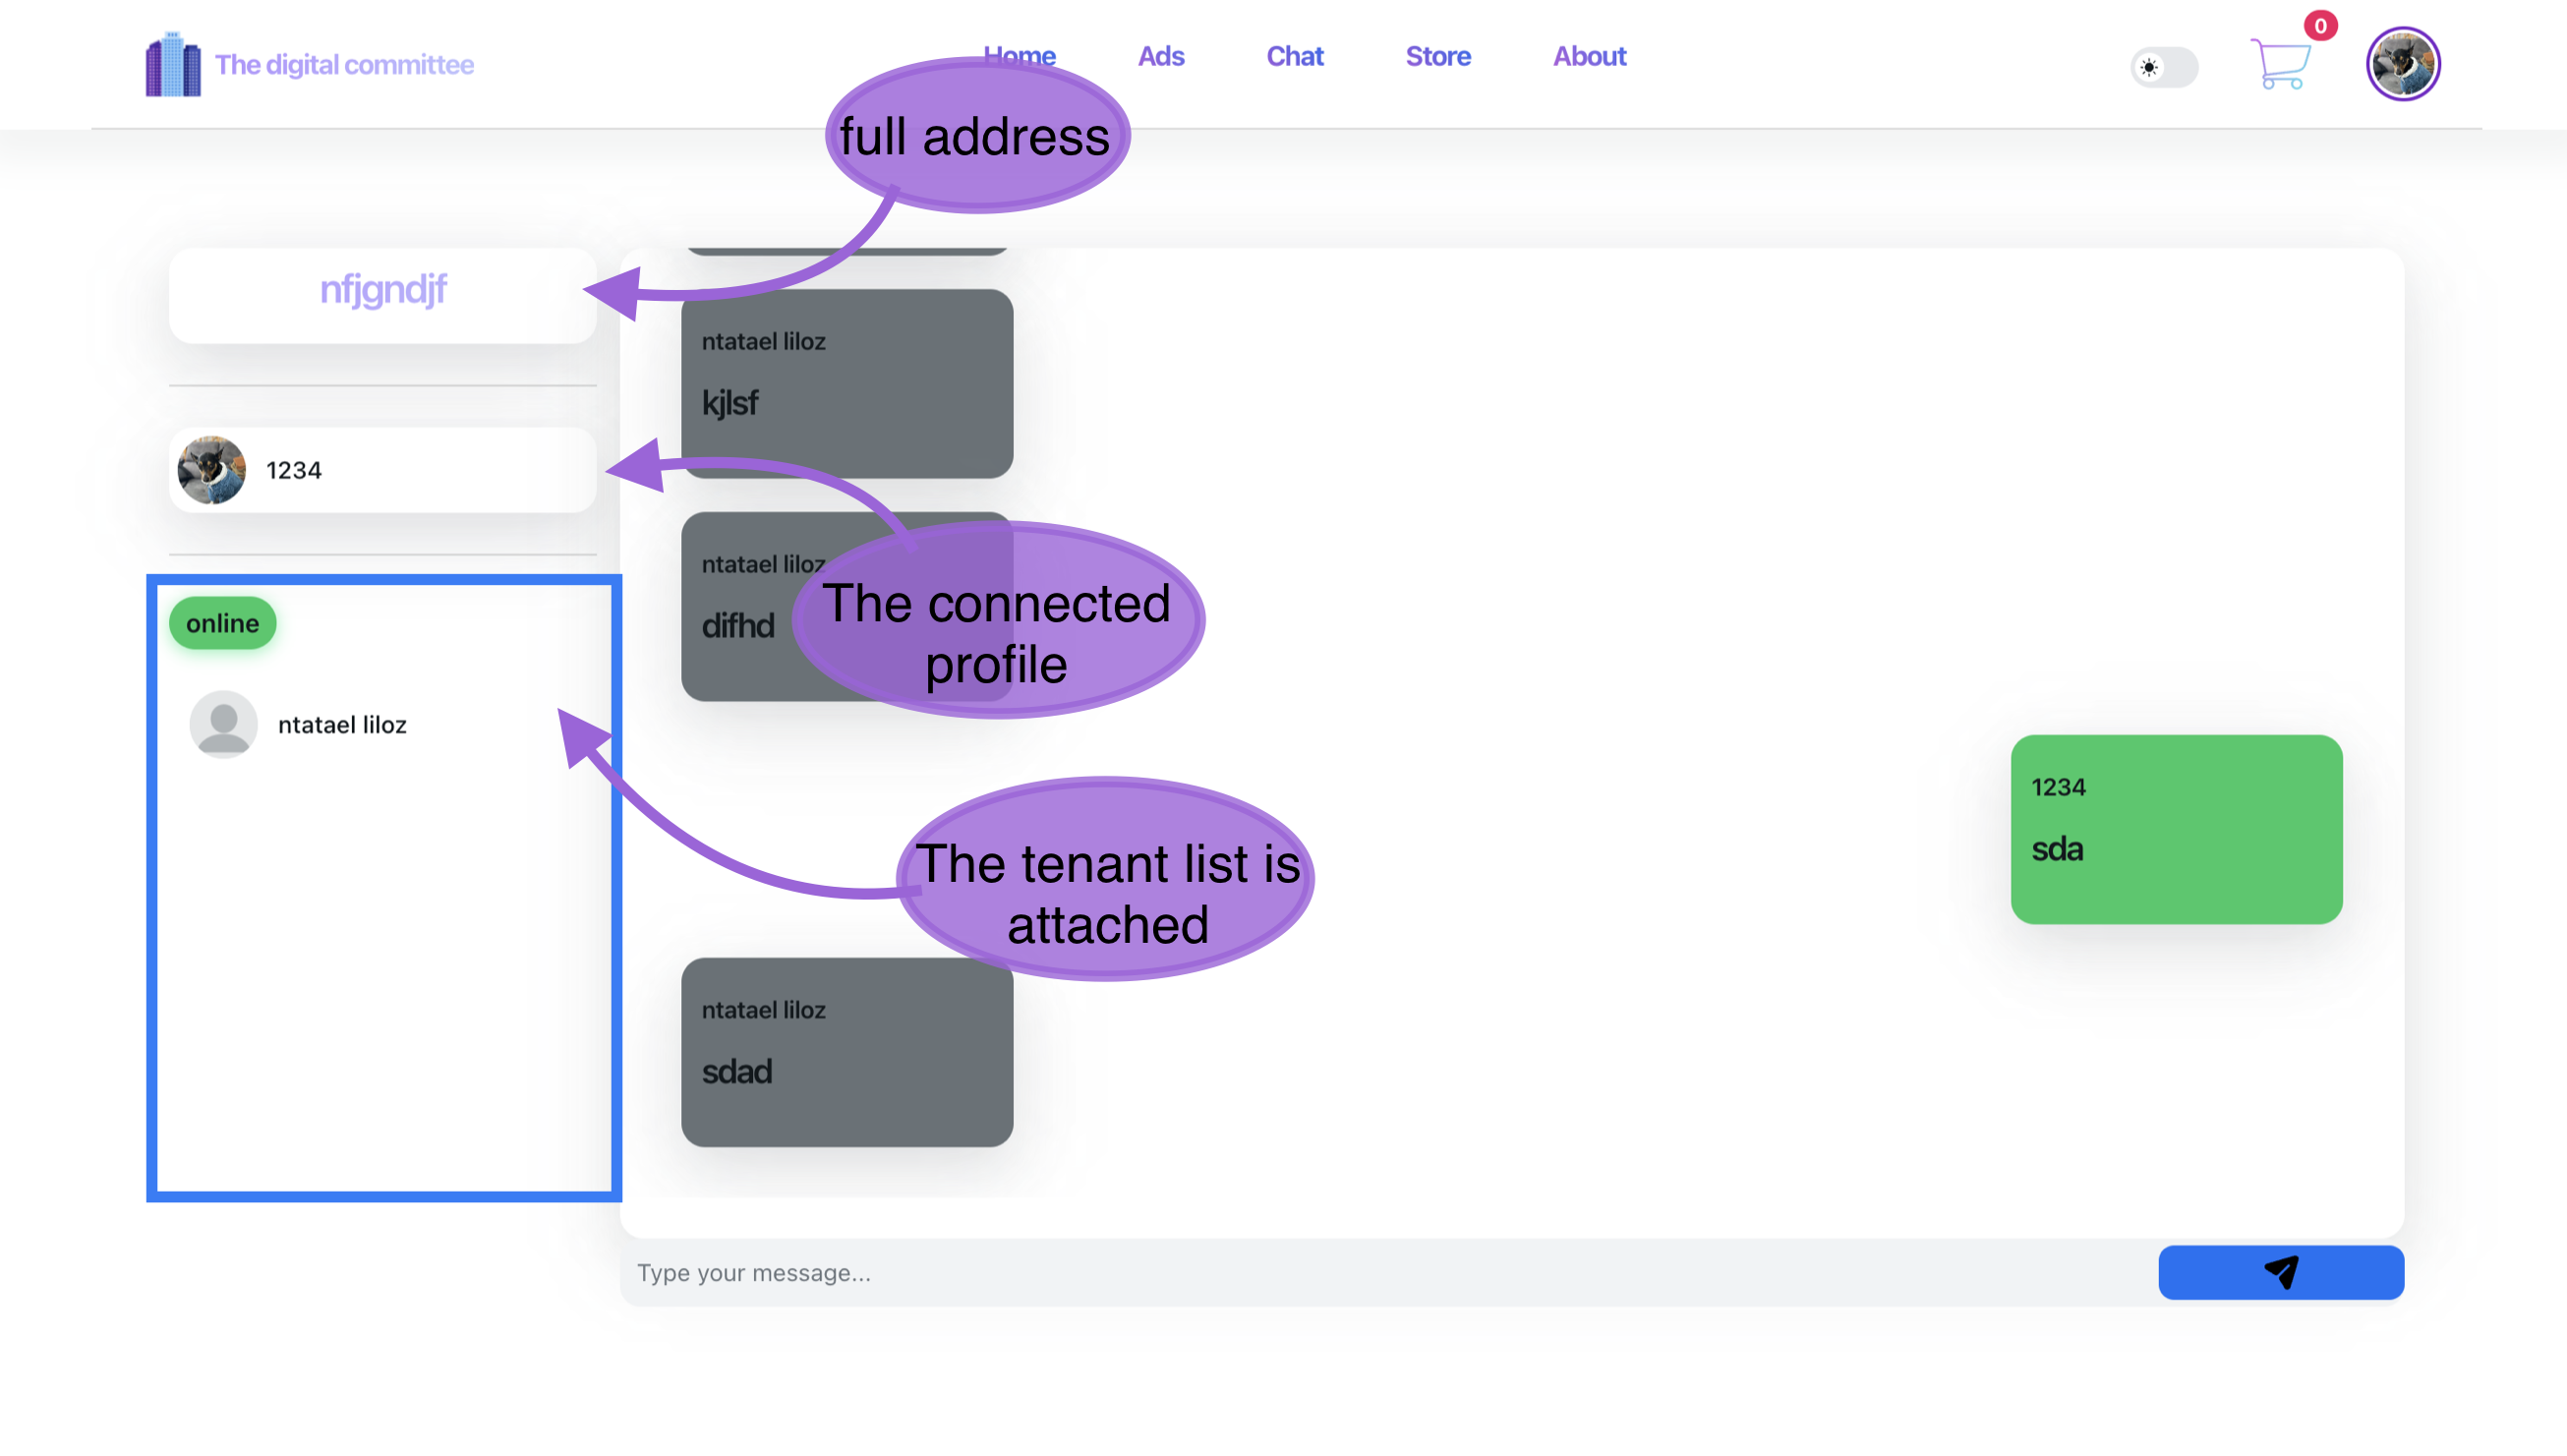 The digital committee
Home
Ads
Chat
Store
About
0
full address
nfjgndjf
ntatael liloz
kjlsf
1234
ntatael liloz
difhd
The connected
profile
online
ntatael liloz
1234
sda
The tenant list is
attached
ntatael liloz
sdad
Type your message...